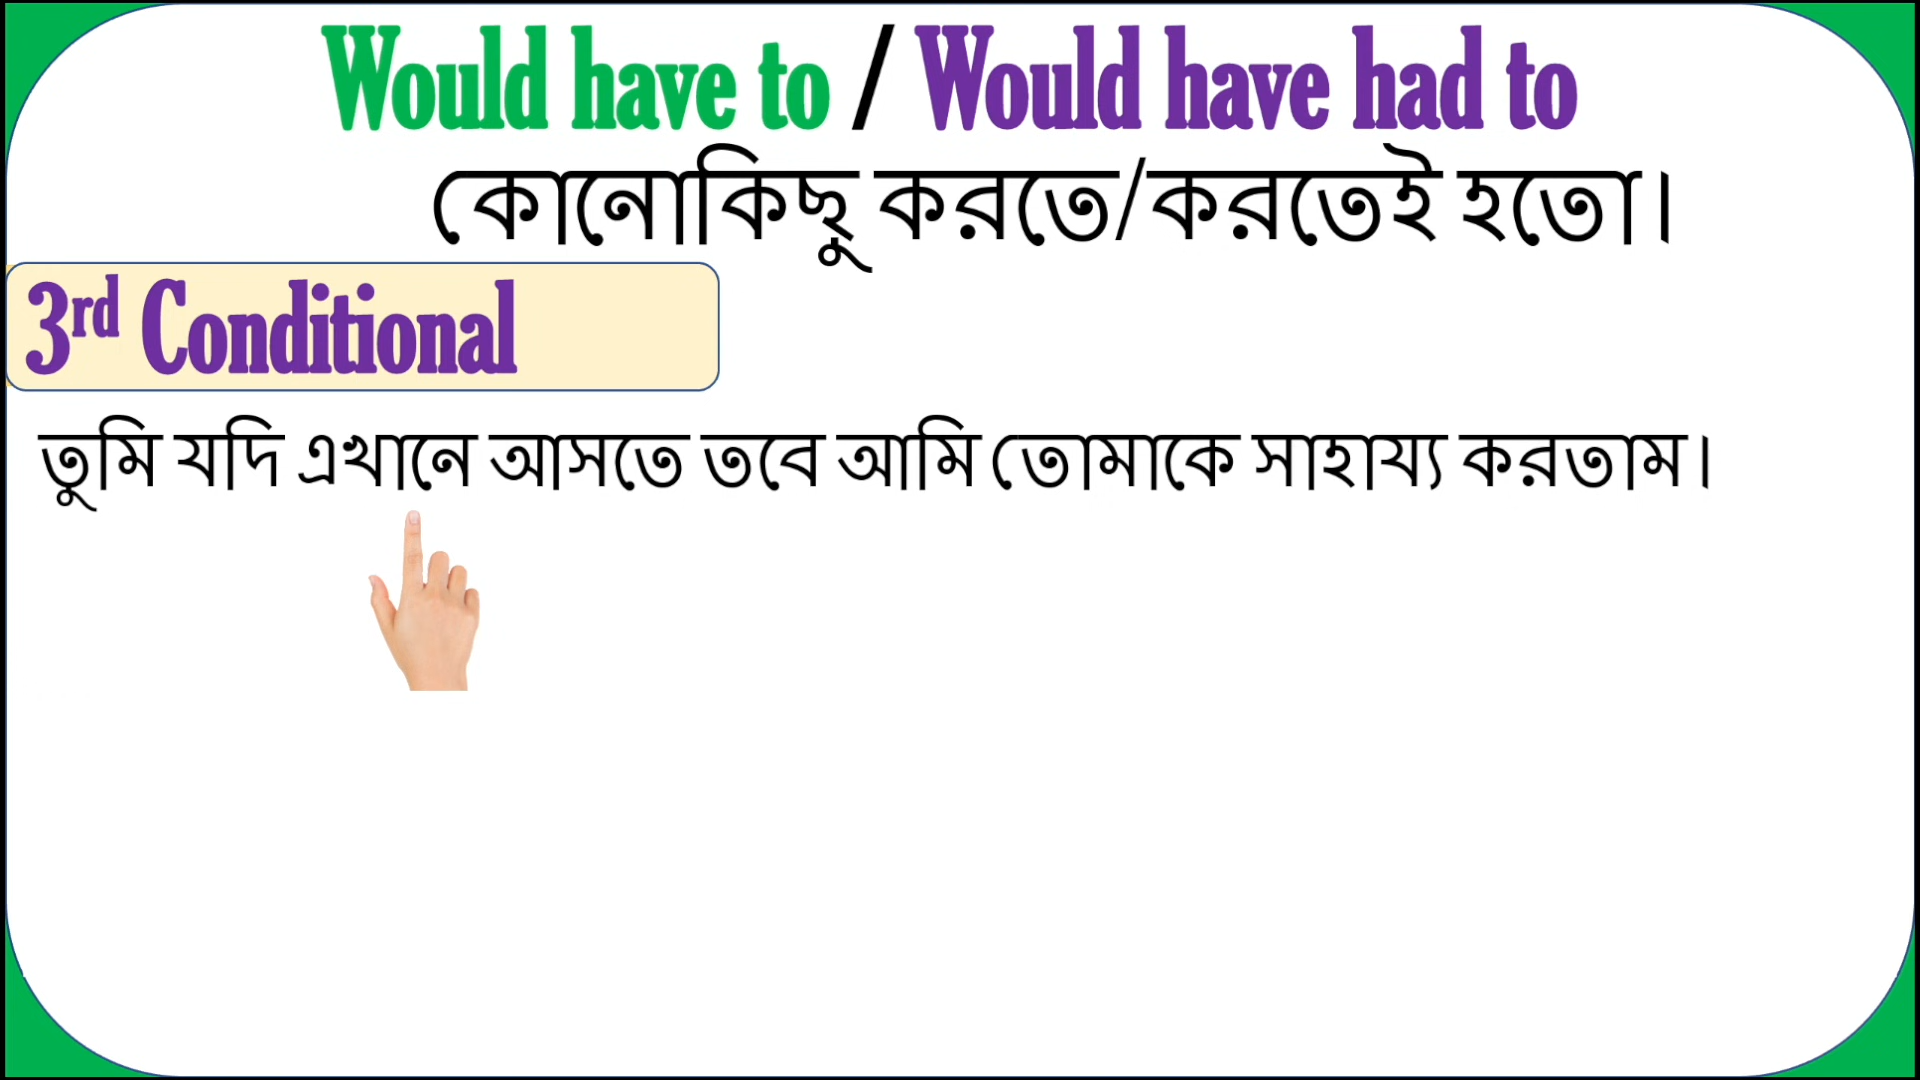 Would have to / Would have had to
কোনোকিছু করতে/করতেই হতো।
3rd Conditional
তুমি যদি এখানে আসতে তবে আমি তোমাকে সাহায্য করতাম।